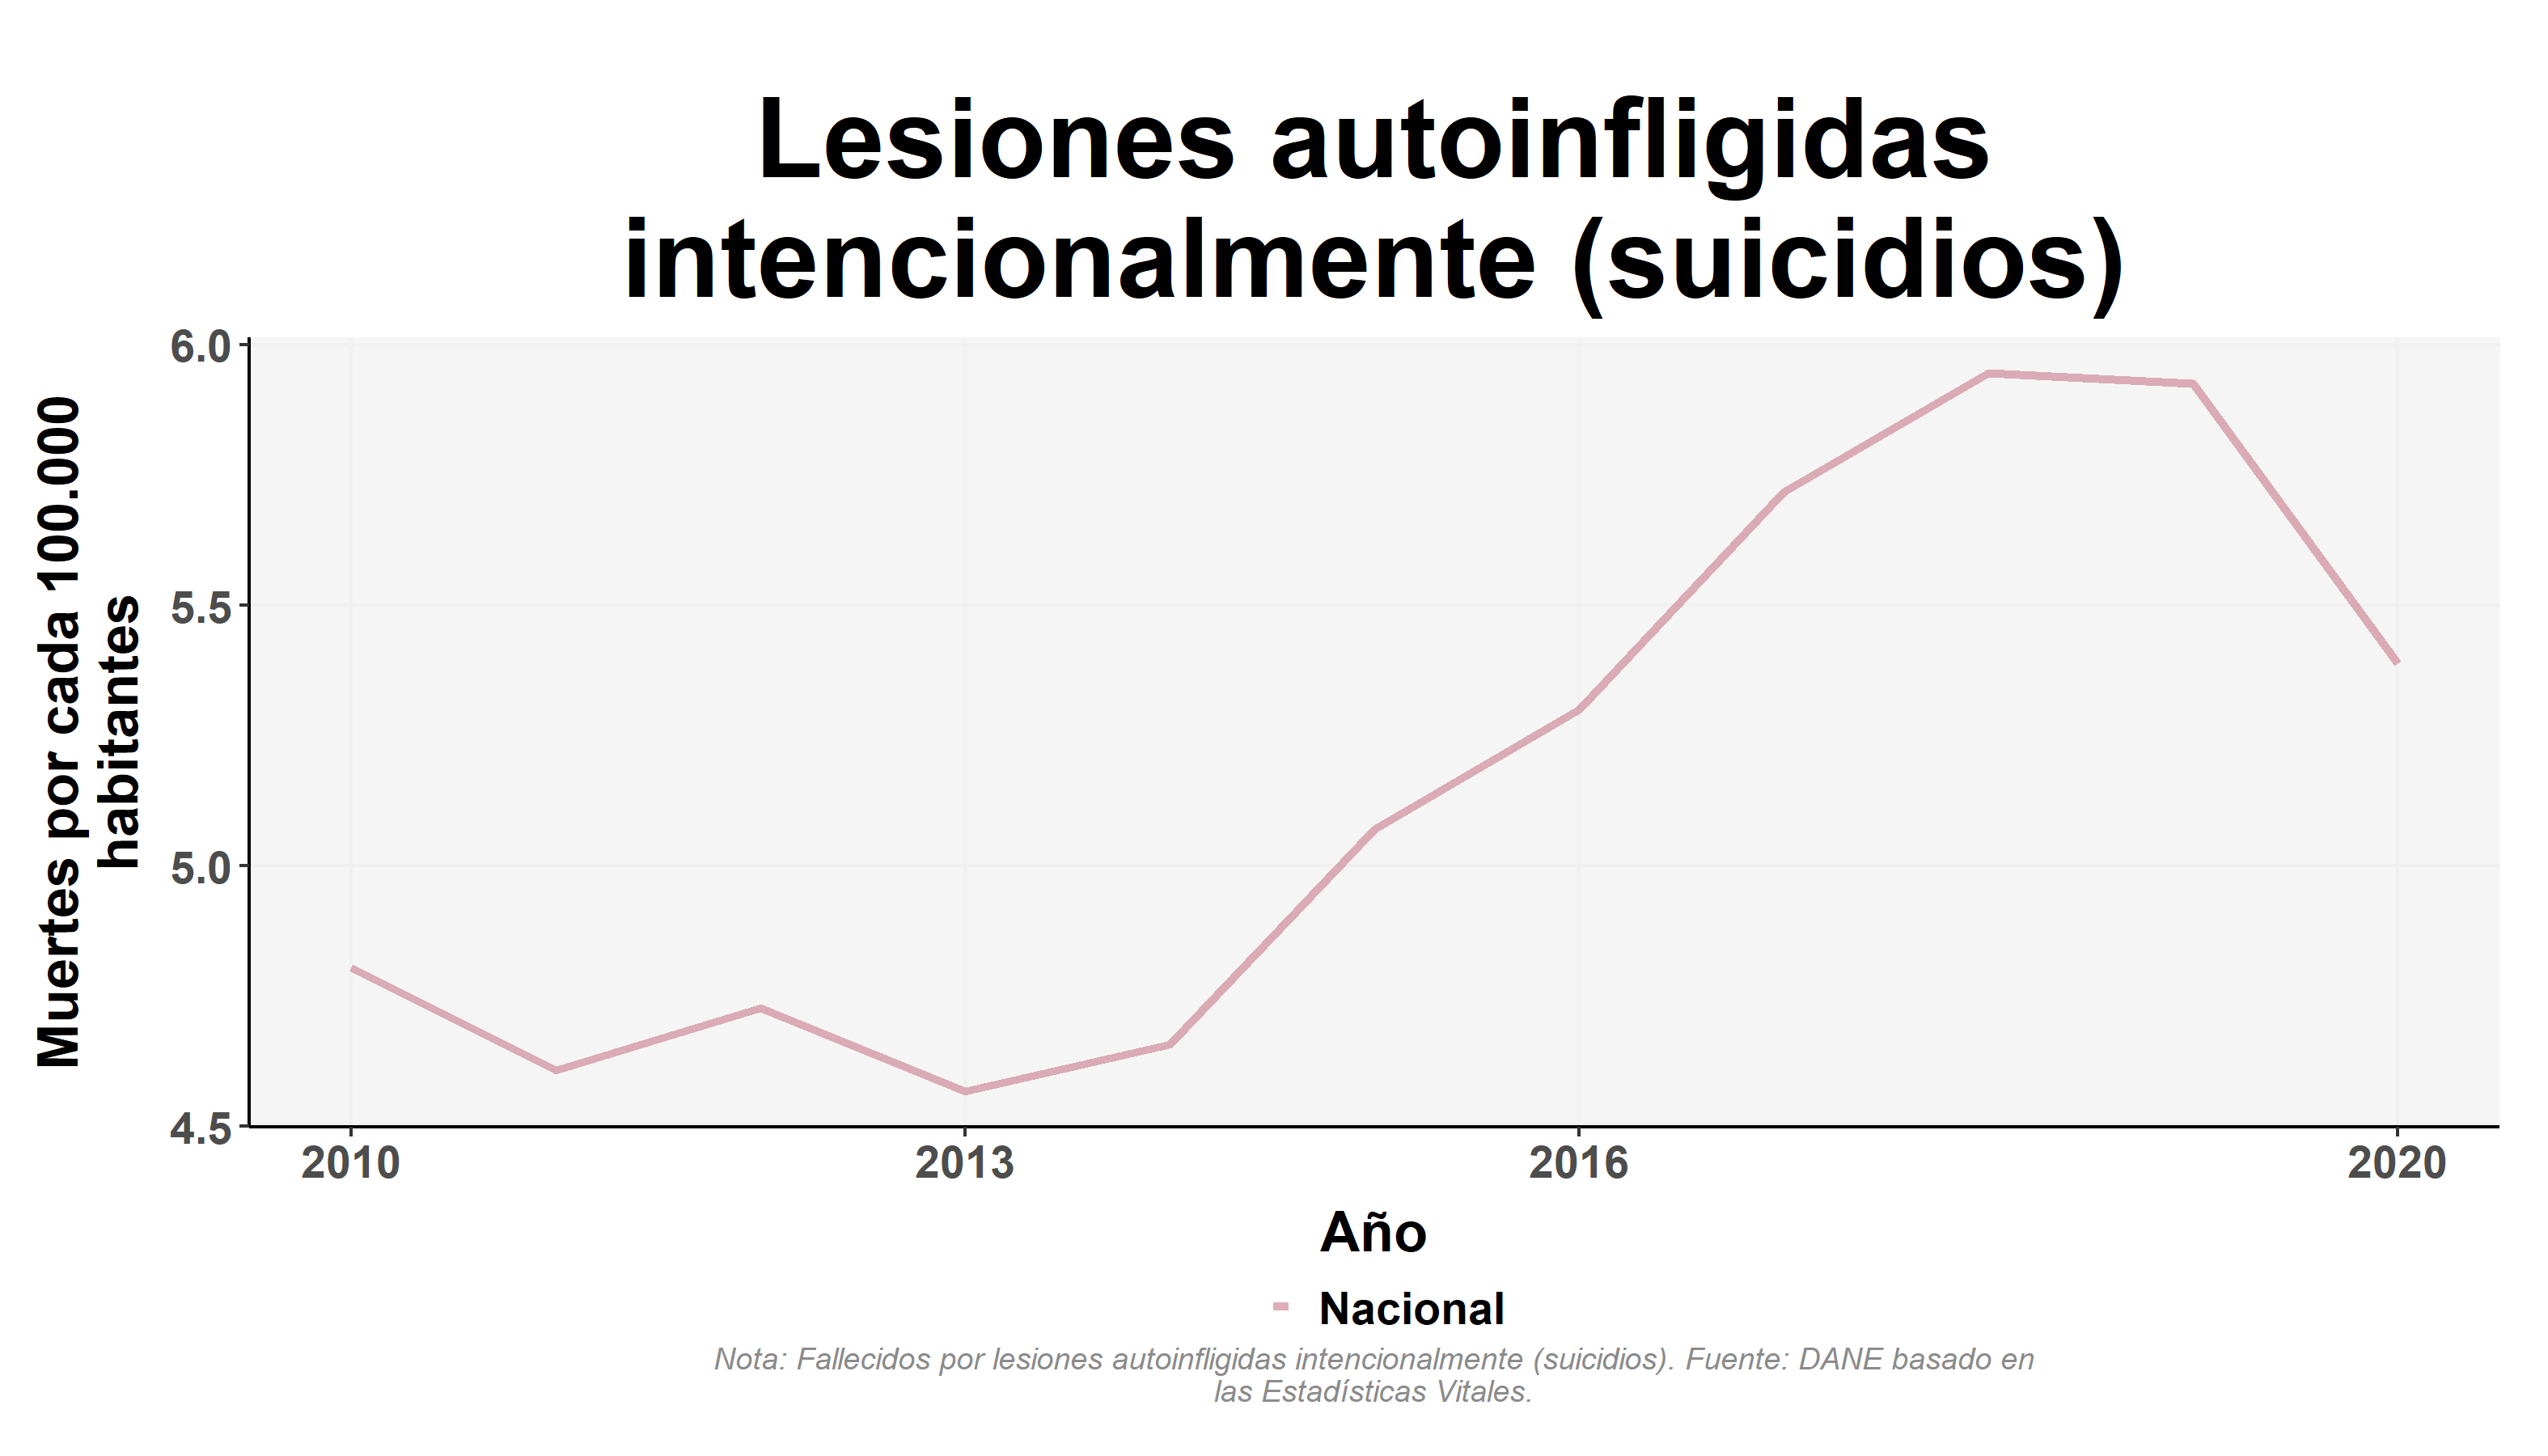 Lesiones autoinfligidas
intencionalmente (suicidios)
Muertes por cada 100.000
habitantes
6.0
5.5
5.0
4.5
2010
2013
2016
2020
Año
Nacional
Nota: Fallecidos por lesiones autoinfligidas intencionalmente (suicidios). Fuente: DANE basado en
las Estadísticas Vitales.